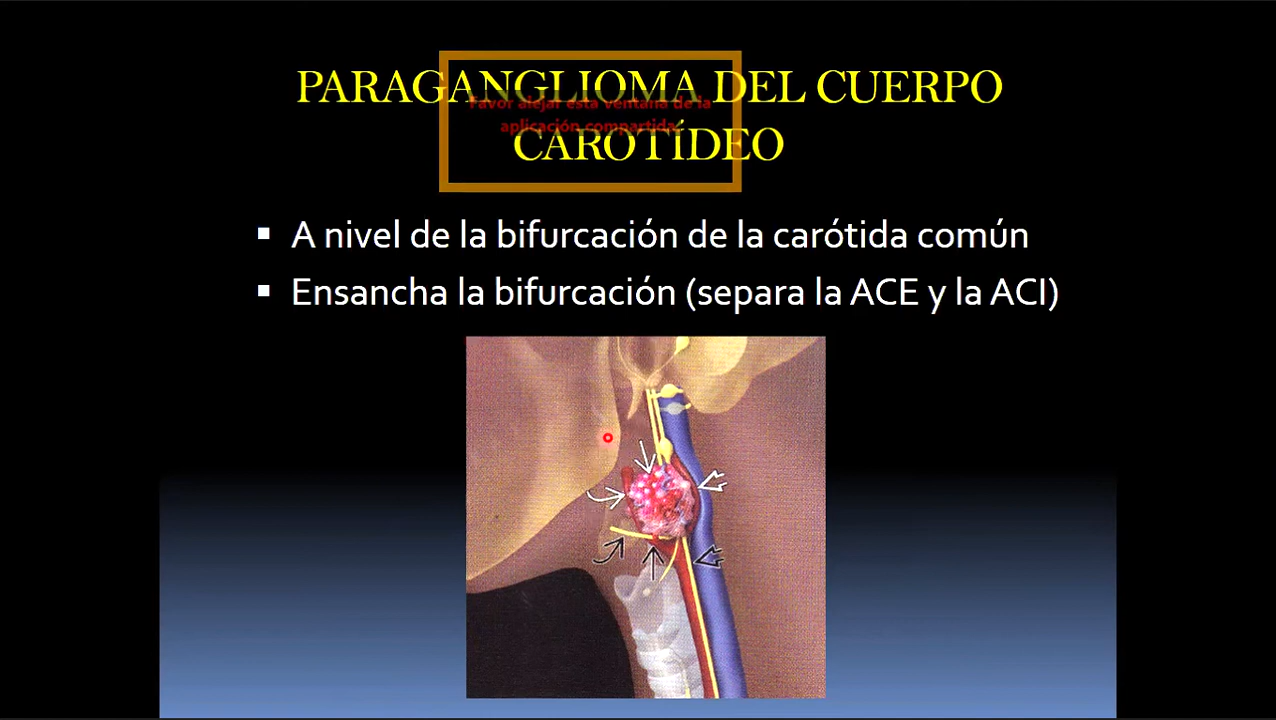 PARAGANGLIOMA DEL CUERPO
Favor alejar esta ventana de la
aplicación compartida.
CAROTÍDEO
▪ A nivel de la bifurcación de la carótida común
▪ Ensancha la bifurcación (separa la ACE y la ACI)